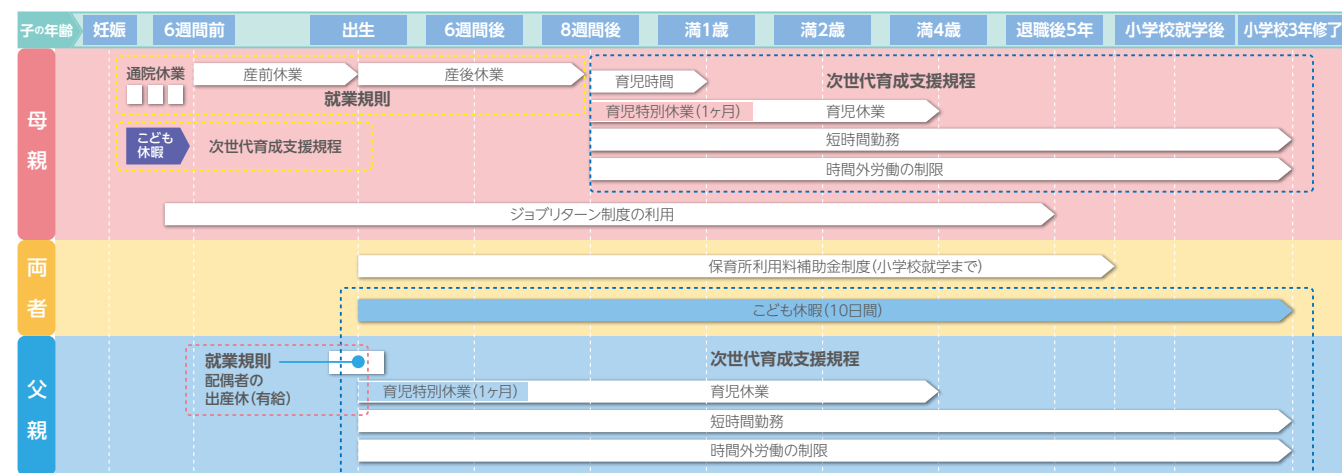 子の年齢 妊娠 6週間前 出生 6週間後 8週間後 満1歳 満2歳 満4歳 退職後5年 小学校就学後 小学校3年修了
母親
通院休業 産前休業 産後休業
就業規則
こども
休暇
次世代育成支援規程
育児時間 次世代育成支援規程
育児特別休業(1ヶ月) 育児休業
短時間勤務
時間外労働の制限
ジョブリターン制度の利用
両者
保育所利用料補助金制度(小学校就学まで)
こども休暇(10日間)
父親
就業規則
配偶者の
出産休(有給)
次世代育成支援規程
育児特別休業(1ヶ月) 育児休業
短時間勤務
時間外労働の制限